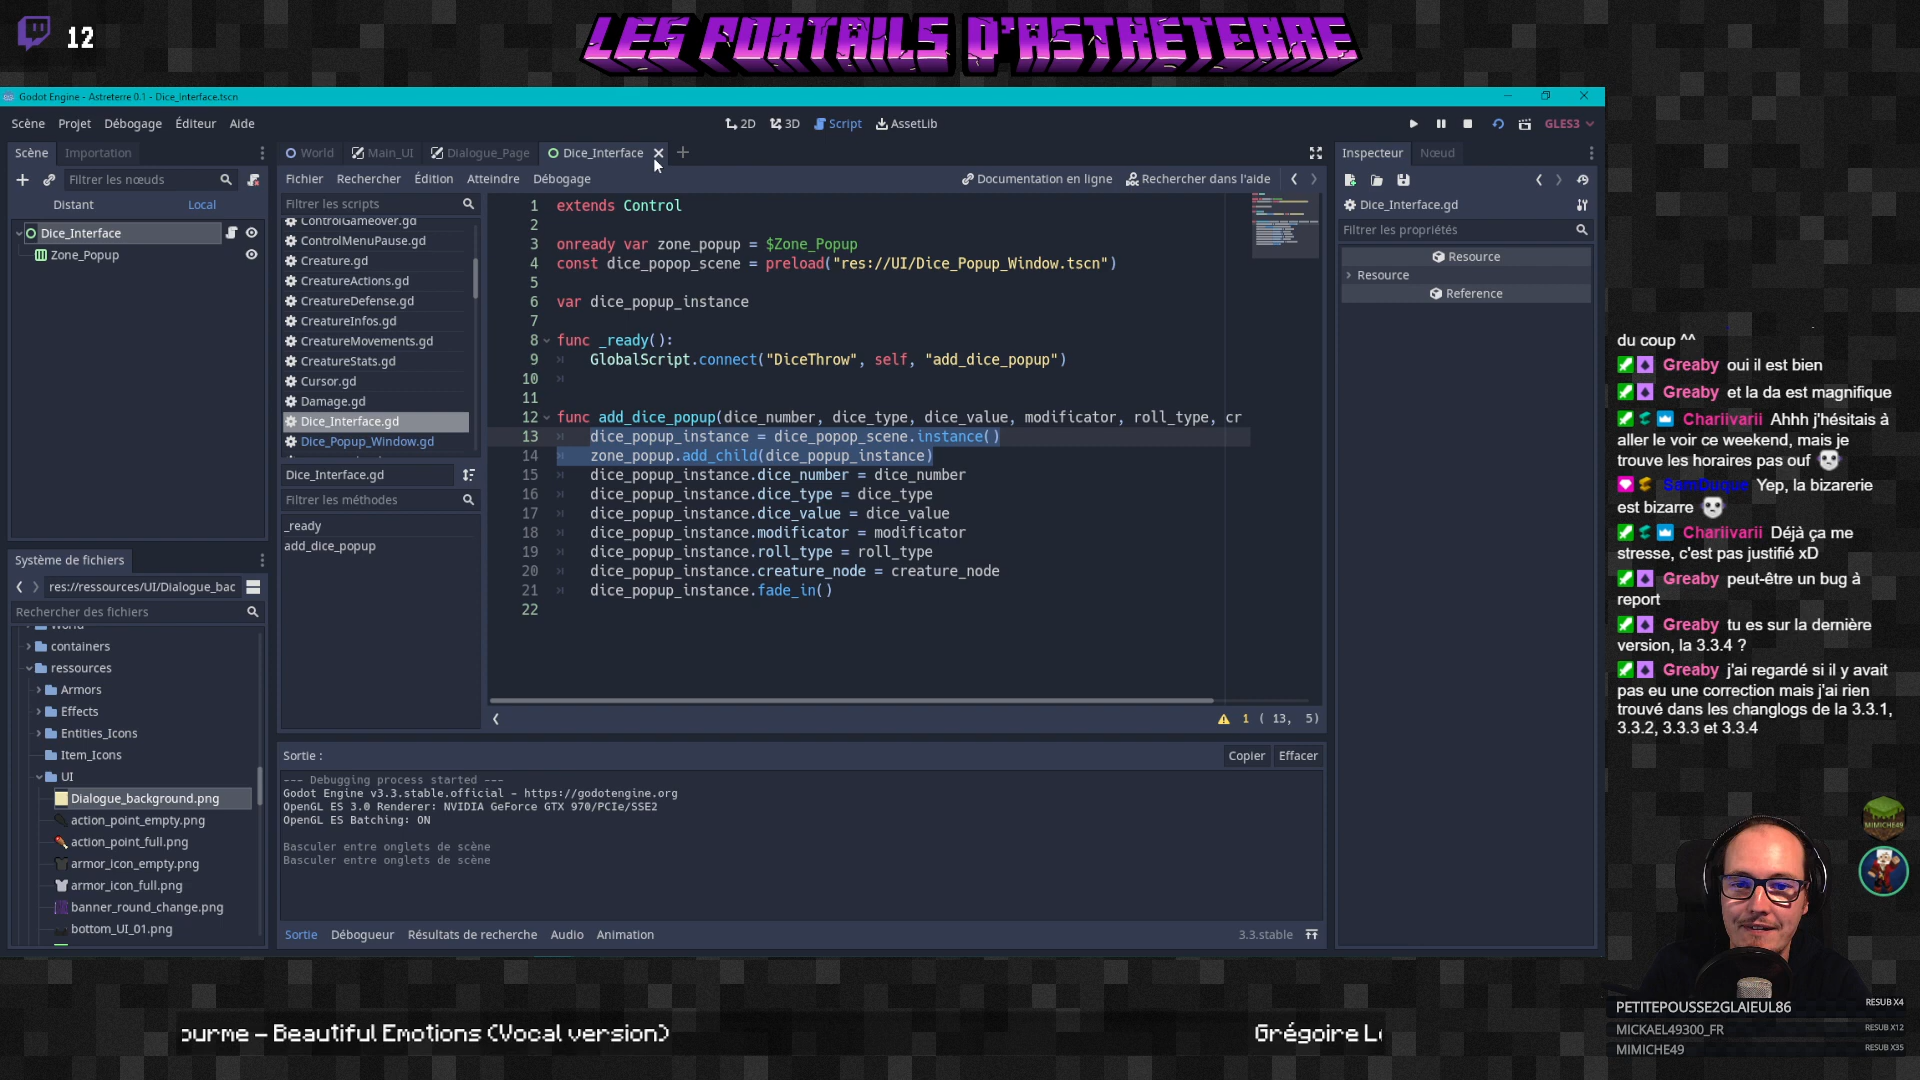 12
LES PORTAILS D'ASTRÉTERRE
Godot Engine - Astreterre 0.1 - Dice_Interface.tscn
Scène Projet Débogage Éditeur Aide
2D 3D Script AssetLib
GLES3
Scène Importation
Filtrer les nœuds
Distant Local
Dice_Interface
Zone_Popup
World Main_UI Dialogue_Page Dice_Interface
Fichier Rechercher Édition Atteindre Débogage
Documentation en ligne Rechercher dans l'aide
Filtrer les scripts
ControlGameover.gd
ControlMenuPause.gd
Creature.gd
CreatureActions.gd
CreatureDefense.gd
CreatureInfos.gd
CreatureMovements.gd
CreatureStats.gd
Cursor.gd
Damage.gd
Dice_Interface.gd
Dice_Popup_Window.gd
Dice_Interface.gd
Filtrer les méthodes
_ready
add_dice_popup
1 extends Control
2
3 onready var zone_popup = $Zone_Popup
4 const dice_popop_scene = preload("res://UI/Dice_Popup_Window.tscn")
5
6 var dice_popup_instance
7
8 func _ready():
9 GlobalScript.connect("DiceThrow", self, "add_dice_popup")
10
11
12 func add_dice_popup(dice_number, dice_type, dice_value, modificator, roll_type, cr
13 dice_popup_instance = dice_popop_scene.instance()
14 zone_popup.add_child(dice_popup_instance)
15 dice_popup_instance.dice_number = dice_number
16 dice_popup_instance.dice_type = dice_type
17 dice_popup_instance.dice_value = dice_value
18 dice_popup_instance.modificator = modificator
19 dice_popup_instance.roll_type = roll_type
20 dice_popup_instance.creature_node = creature_node
21 dice_popup_instance.fade_in()
22
1 ( 13, 5)
Sortie :
Copier Effacer
--- Debugging process started ---
Godot Engine v3.3.stable.official - https://godotengine.org
OpenGL ES 3.0 Renderer: NVIDIA GeForce GTX 970/PCIe/SSE2
OpenGL ES Batching: ON
Basculer entre onglets de scène
Basculer entre onglets de scène
Sortie Débogueur Résultats de recherche Audio Animation
3.3.stable
Système de fichiers
res://ressources/UI/Dialogue_bac
Rechercher des fichiers
World
containers
ressources
Armors
Effects
Entities_Icons
Item_Icons
UI
Dialogue_background.png
action_point_empty.png
action_point_full.png
armor_icon_empty.png
armor_icon_full.png
banner_round_change.png
bottom_UI_01.png
Inspecteur Nœud
Dice_Interface.gd
Filtrer les propriétés
Resource
Resource
Reference
du coup ^^
Greaby oui il est bien
Greaby et la da est magnifique
Chariivarii Ahhh j'hésitais à
aller le voir ce weekend, mais je
trouve les horaires pas ouf
SamDuque Yep, la bizarerie
est bizarre
Chariivarii Déjà ça me
stresse, c'est pas justifié xD
Greaby peut-être un bug à
report
Greaby tu es sur la dernière
version, la 3.3.4 ?
Greaby j'ai regardé si il y avait
pas eu une correction mais j'ai rien
trouvé dans les changlogs de la 3.3.1,
3.3.2, 3.3.3 et 3.3.4
MIMICHE49
PETITEPOUSSE2GLAIEUL86 RESUB X4
MICKAEL49300_FR RESUB X12
MIMICHE49 RESUB X35
ourme – Beautiful Emotions (Vocal version)
Grégoire L